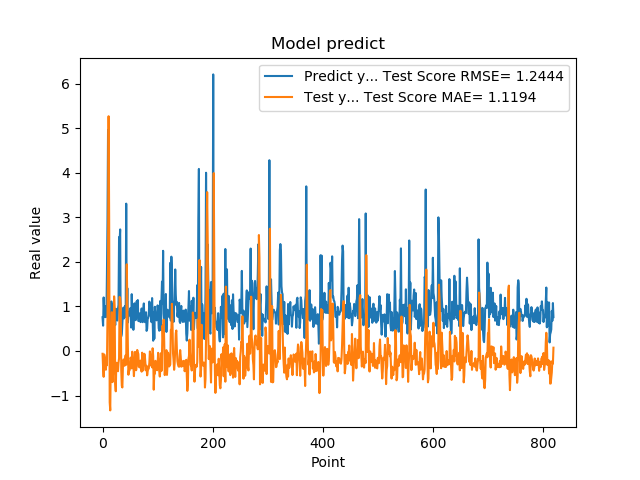 Model predict
Predict y... Test Score RMSE= 1.2444
Test y... Test Score MAE= 1.1194
Real value
6
5
4
3
2
1
0
−1
0 200 400 600 800
Point